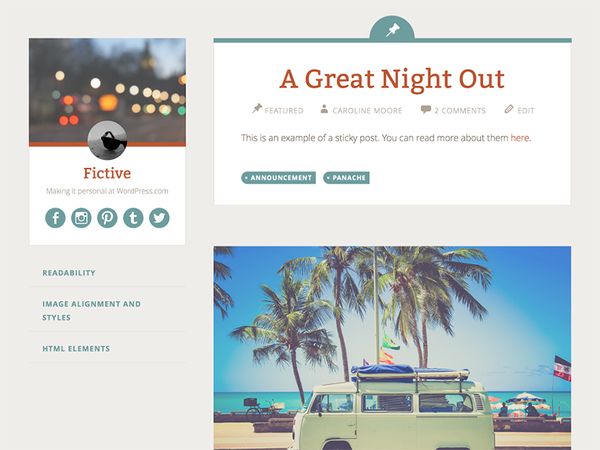 Fictive
Making it personal at WordPress.com
READABILITY
IMAGE ALIGNMENT AND
STYLES
HTML ELEMENTS
A Great Night Out
FEATURED CAROLINE MOORE 2 COMMENTS EDIT
This is an example of a sticky post. You can read more about them here.
ANNOUNCEMENT PANACHE